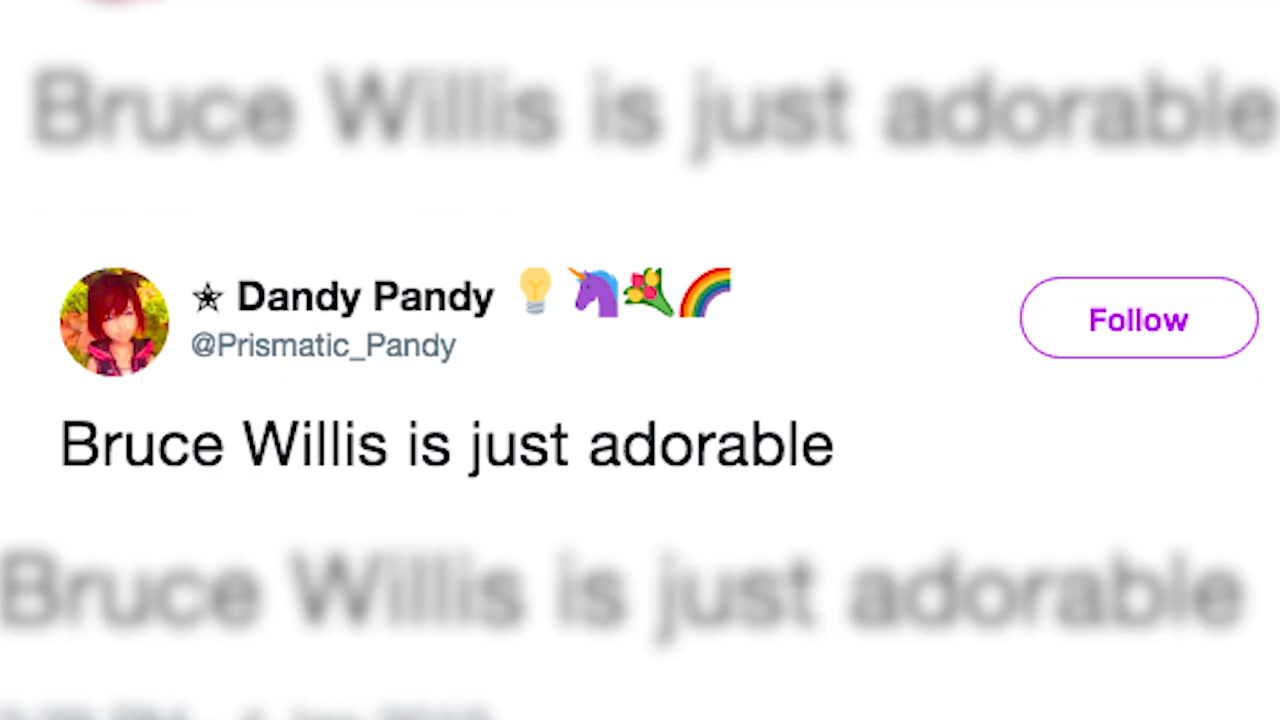 Bruce Willis is just adorable
✯ Dandy Pandy 💡🦄💐🌈
@Prismatic_Pandy
Follow
Bruce Willis is just adorable
Bruce Willis is just adorable